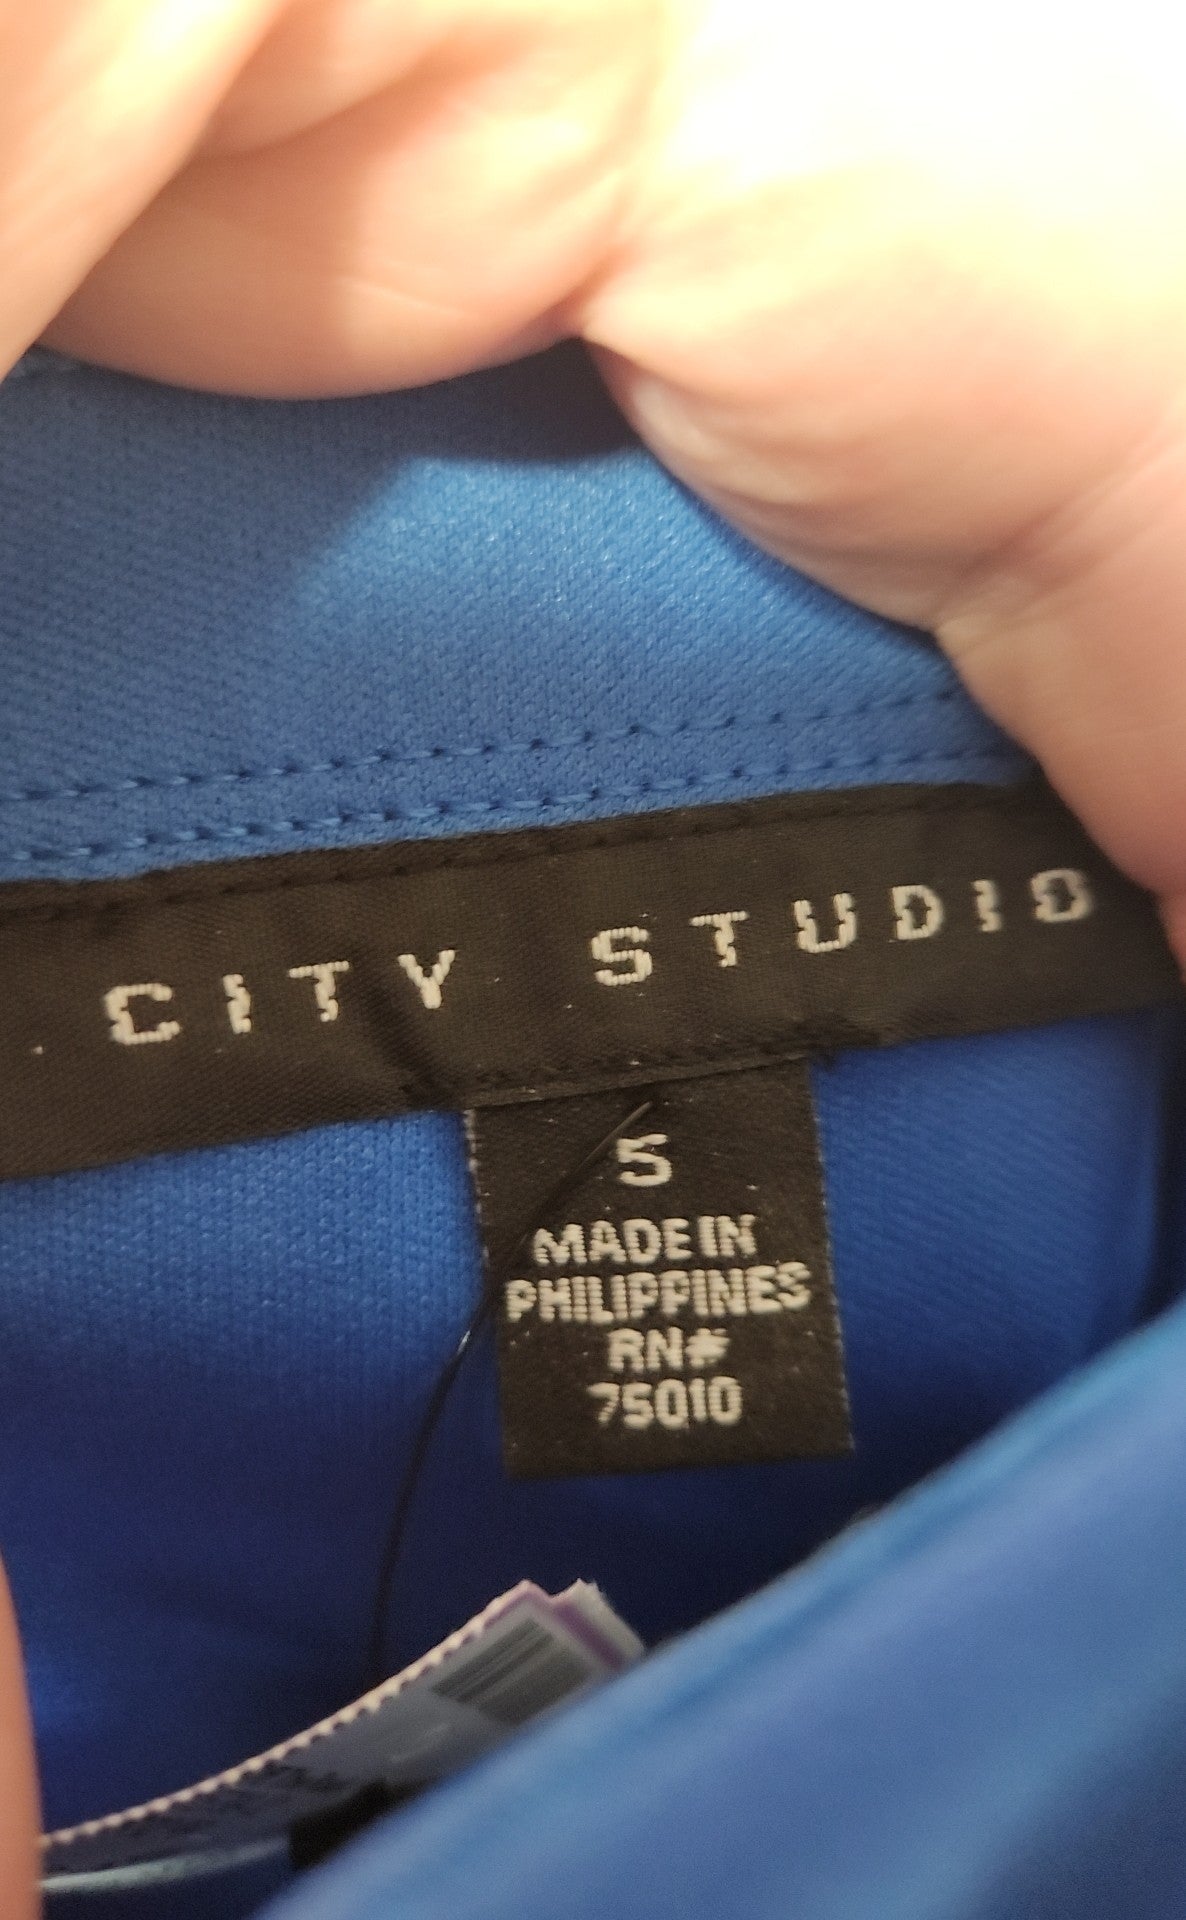 CITY STUDIO
5
MADE IN
PHILIPPINES
RN#
75010